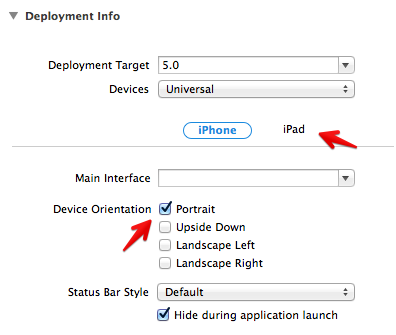 Deployment Info
Deployment Target 5.0
Devices Universal
iPhone iPad
Main Interface
Device Orientation Portrait
Upside Down
Landscape Left
Landscape Right
Status Bar Style Default
Hide during application launch